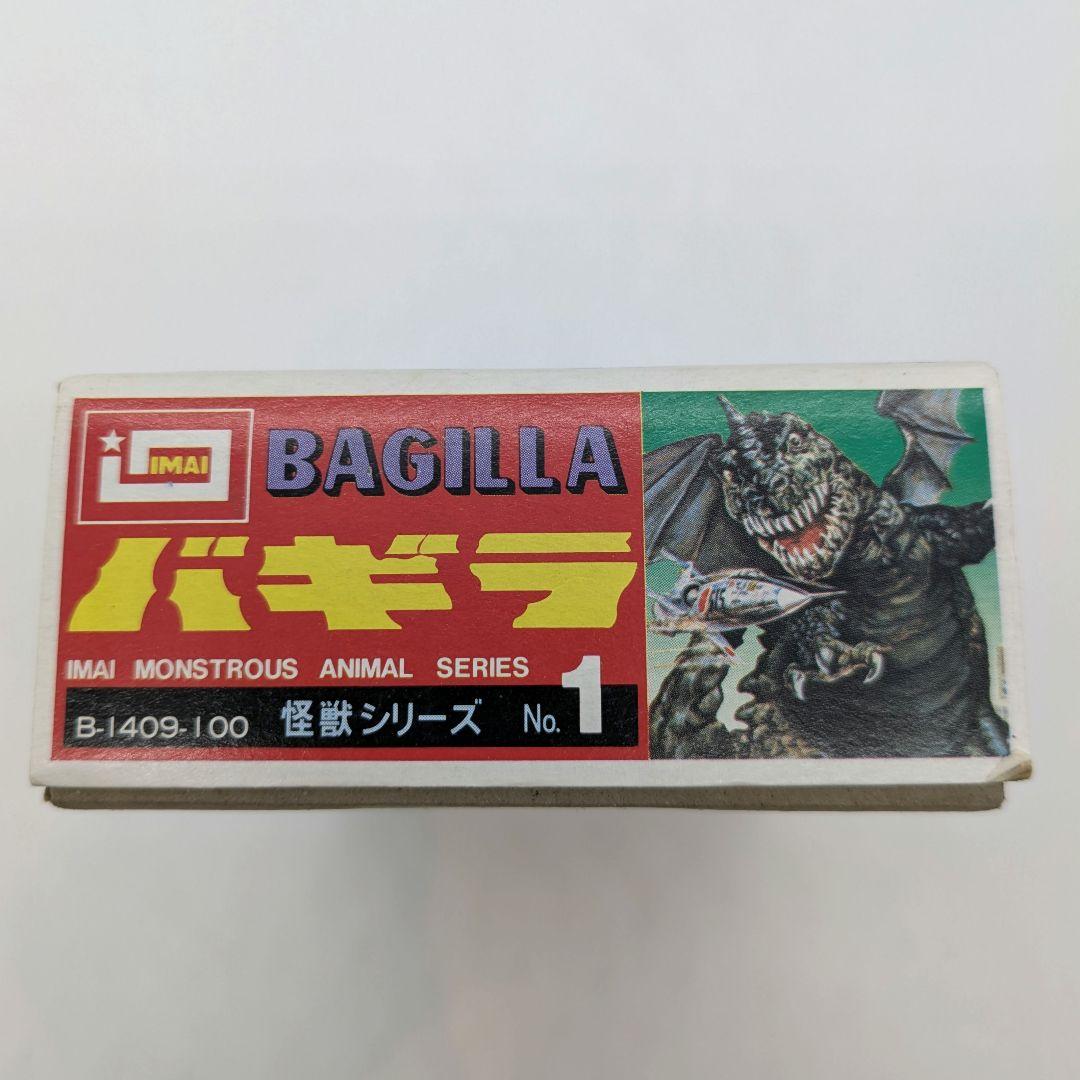 IMAI
BAGILLA
バギラ
IMAI MONSTROUS ANIMAL SERIES
B-1409-100 怪獣シリーズ No.1